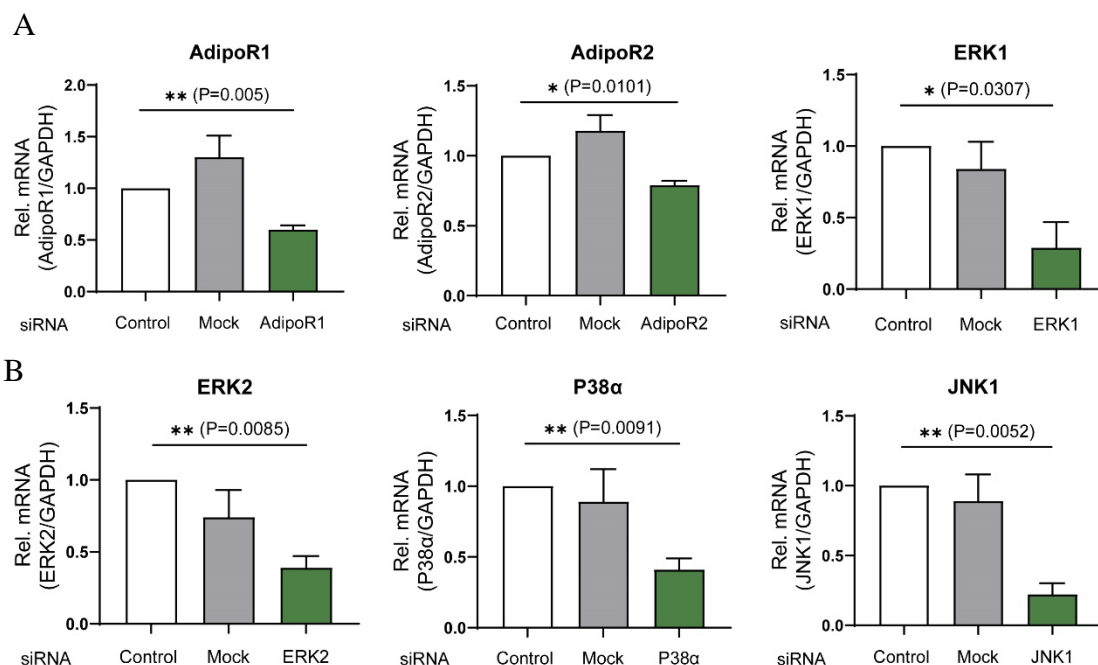 A
AdipoR1
** (P=0.005)
Rel. mRNA
(AdipoR1/GAPDH)
2.0
1.5
1.0
0.5
0.0
siRNA Control Mock AdipoR1
AdipoR2
* (P=0.0101)
Rel. mRNA
(AdipoR2/GAPDH)
1.5
1.0
0.5
0.0
siRNA Control Mock AdipoR2
ERK1
* (P=0.0307)
Rel. mRNA
(ERK1/GAPDH)
1.5
1.0
0.5
0.0
siRNA Control Mock ERK1
B
ERK2
** (P=0.0085)
Rel. mRNA
(ERK2/GAPDH)
1.5
1.0
0.5
0.0
siRNA Control Mock ERK2
P38α
** (P=0.0091)
Rel. mRNA
(P38α/GAPDH)
1.5
1.0
0.5
0.0
siRNA Control Mock P38α
JNK1
** (P=0.0052)
Rel. mRNA
(JNK1/GAPDH)
1.5
1.0
0.5
0.0
siRNA Control Mock JNK1